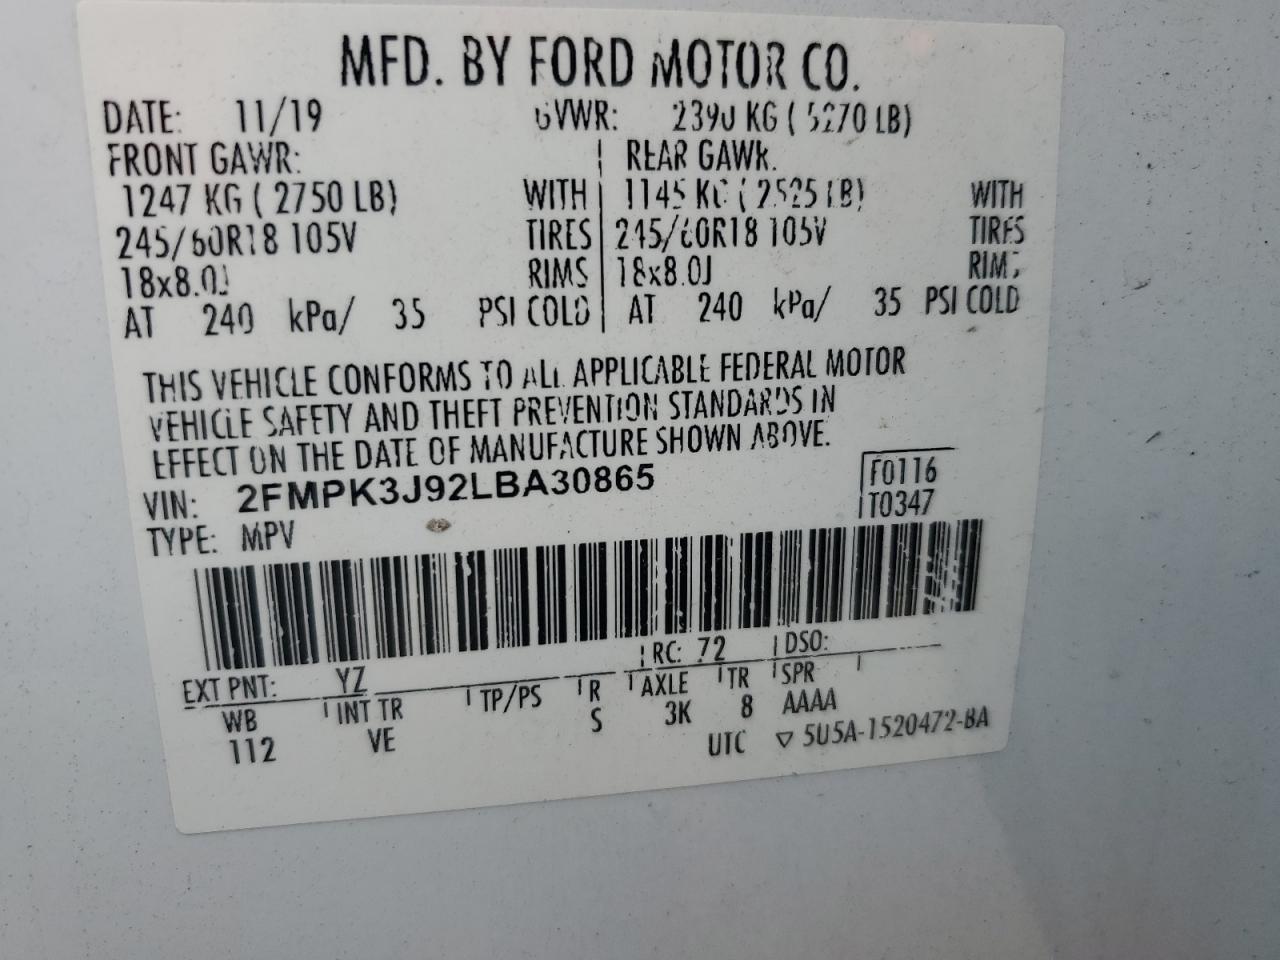 MFD. BY FORD MOTOR CO.
DATE: 11/19 GVWR: 2390 KG ( 5270 LB)
FRONT GAWR: REAR GAWR:
1247 KG ( 2750 LB) WITH 1145 KG ( 2525 LB) WITH
245/60R18 105V TIRES 245/60R18 105V TIRES
18x8.0J RIMS 18x8.0J RIMS
AT 240 kPa/ 35 PSI COLD AT 240 kPa/ 35 PSI COLD
THIS VEHICLE CONFORMS TO ALL APPLICABLE FEDERAL MOTOR
VEHICLE SAFETY AND THEFT PREVENTION STANDARDS IN
EFFECT ON THE DATE OF MANUFACTURE SHOWN ABOVE.
VIN: 2FMPK3J92LBA30865 F0116
TYPE: MPV T0347
EXT PNT: YZ RC: 72 DSO:
WB INT TR TP/PS R AXLE TR SPR
112 VE S 3K 8 AAAA
UTC ▽ 5U5A-1520472-BA